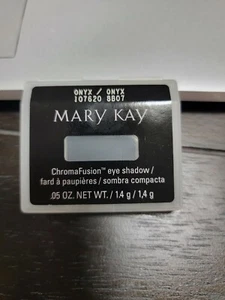 ONYX / ONYX
107620 8B07
MARY KAY
ChromaFusion™ eye shadow /
fard à paupières / sombra compacta
.05 OZ. NET WT. / 1.4 g / 1,4 g